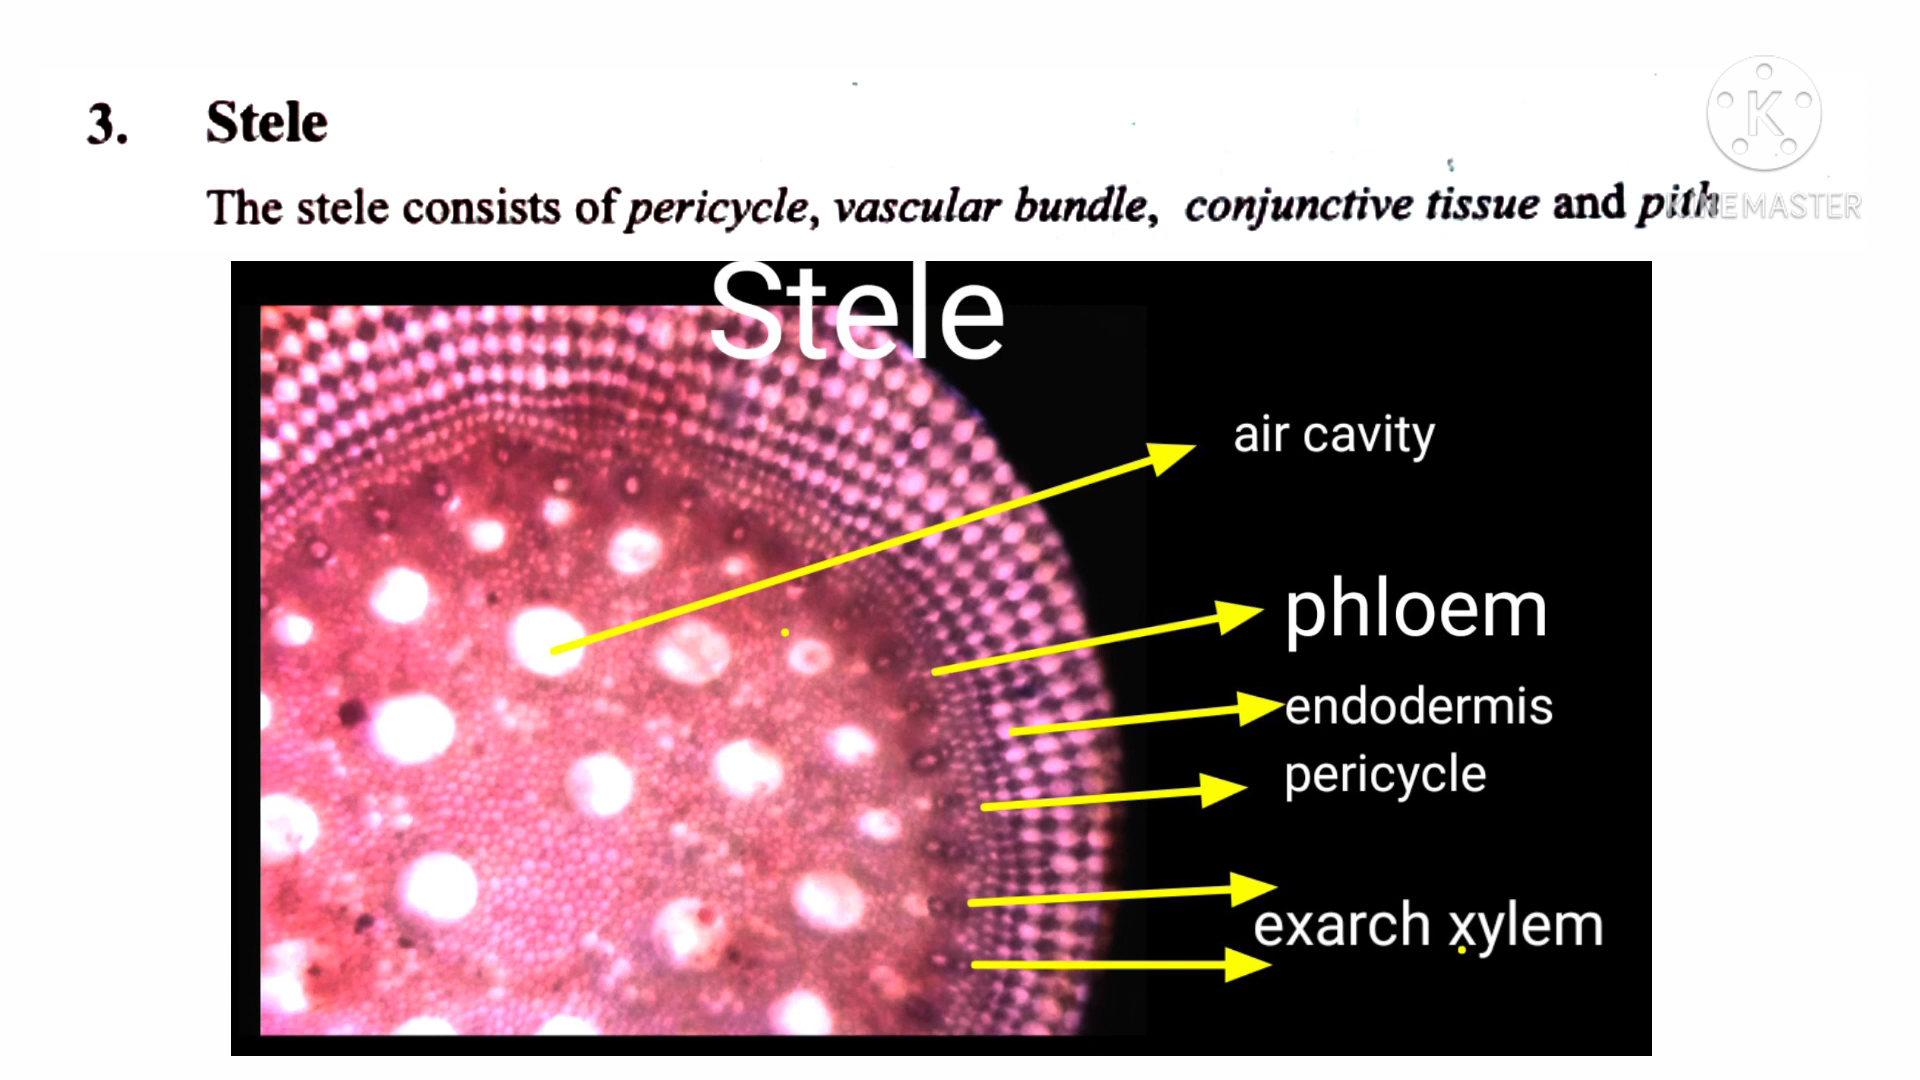 3. Stele
The stele consists of pericycle, vascular bundle, conjunctive tissue and pith
KINEMASTER
Stele
air cavity
phloem
endodermis
pericycle
exarch xylem